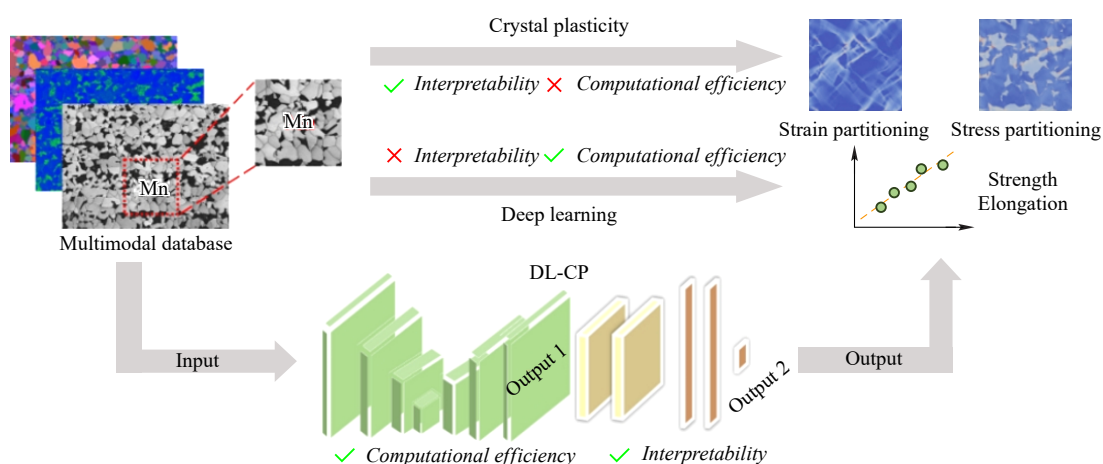 Crystal plasticity
Interpretability
Computational efficiency
Mn
Mn
Strain partitioning
Stress partitioning
Interpretability
Computational efficiency
Strength
Elongation
Deep learning
Multimodal database
DL-CP
Input
Output 1
Output 2
Output
Computational efficiency
Interpretability